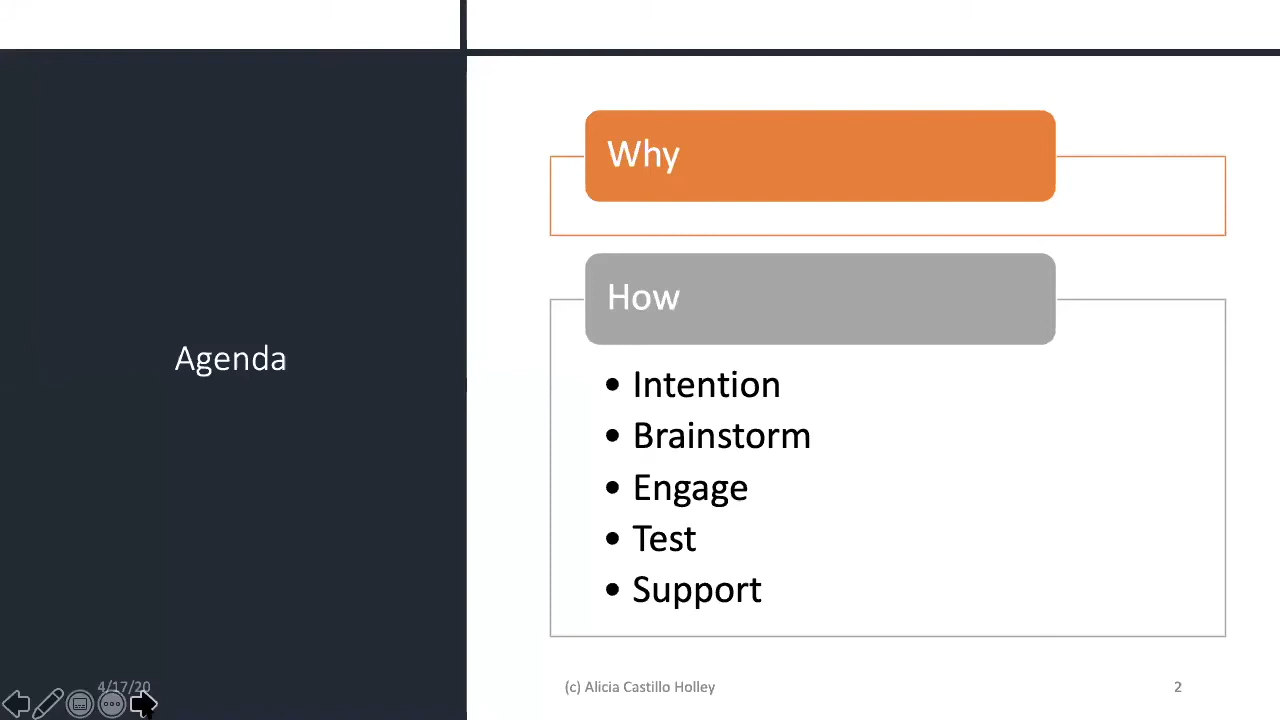 Agenda
Why
How
• Intention
• Brainstorm
• Engage
• Test
• Support
4/17/20
(c) Alicia Castillo Holley
2